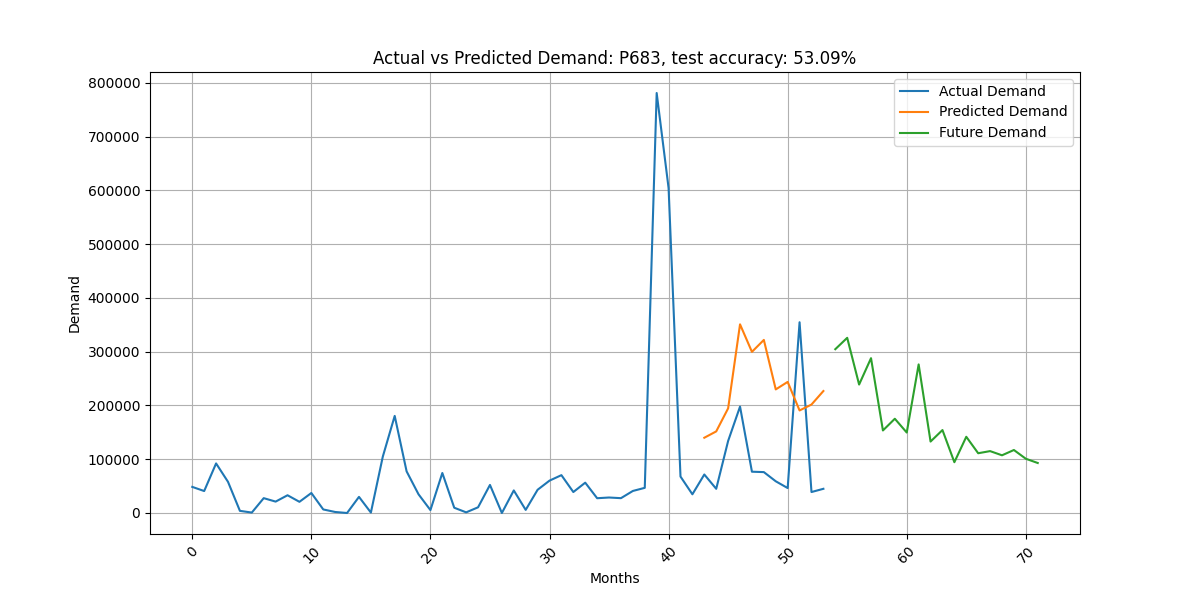 Actual vs Predicted Demand: P683, test accuracy: 53.09%
Actual Demand
Predicted Demand
Future Demand
800000
700000
600000
500000
400000
300000
200000
100000
0
Demand
0
10
20
30
40
50
60
70
Months